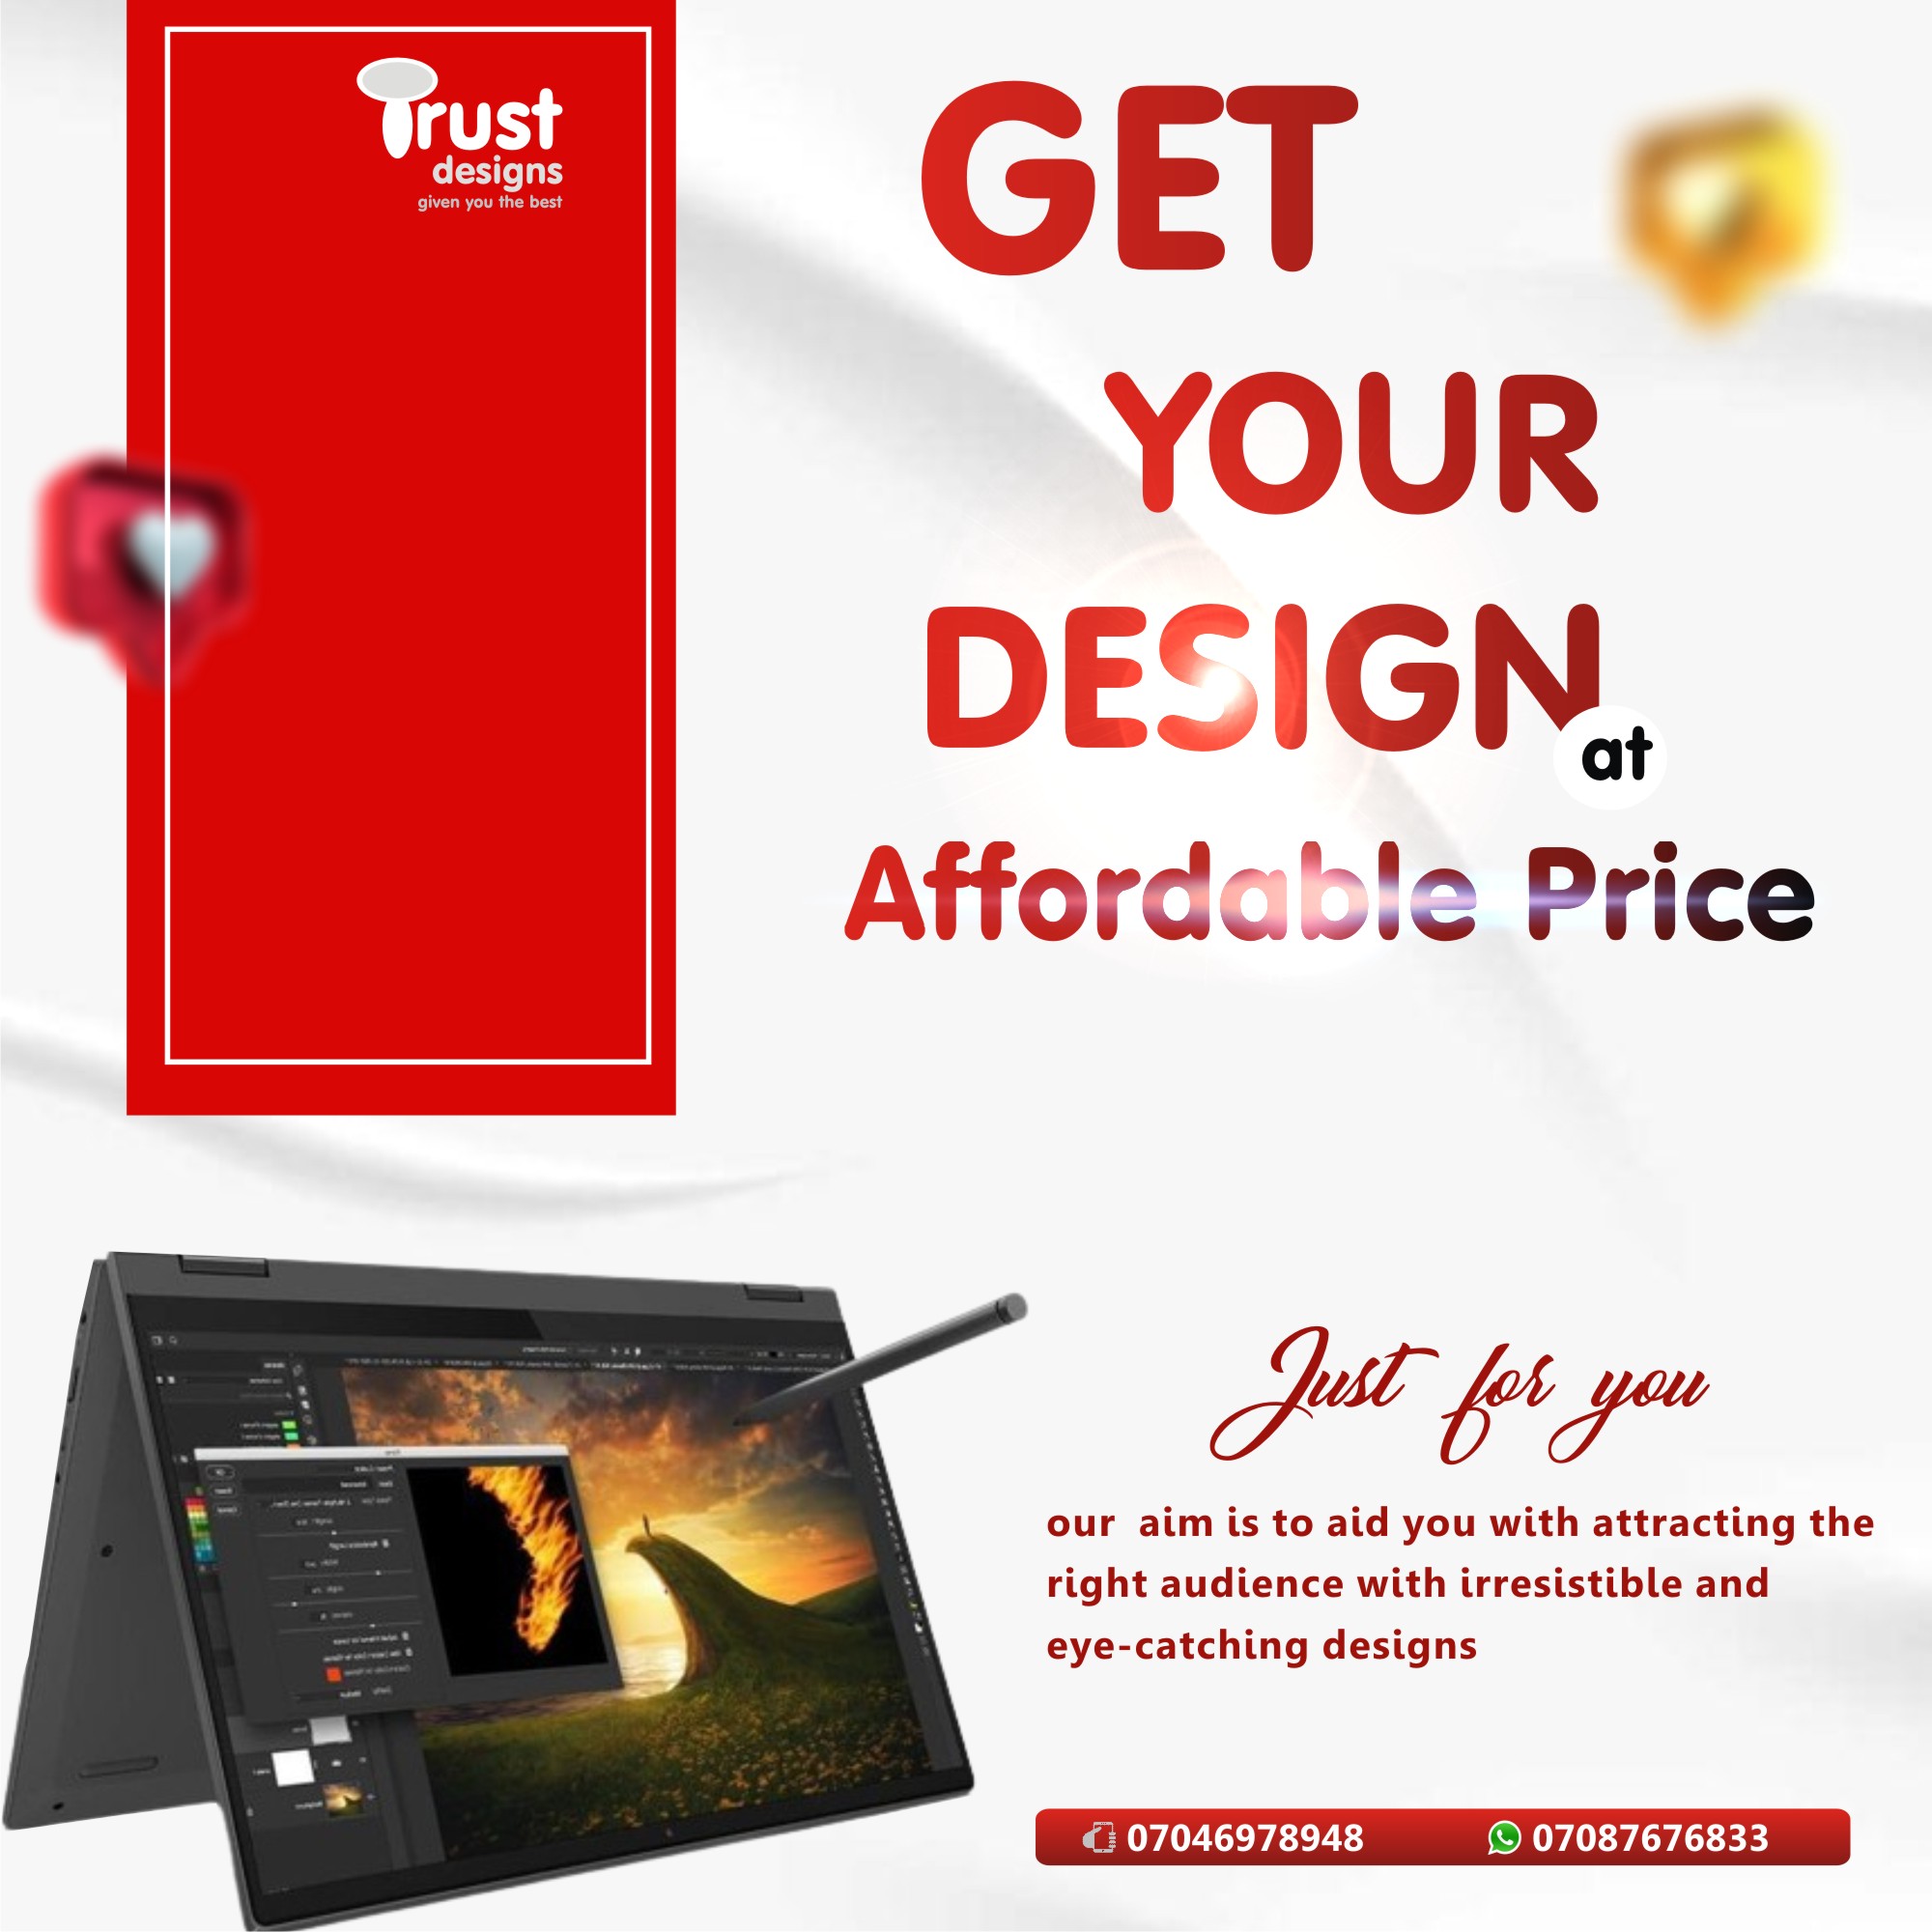 Trust
designs
given you the best
GET
YOUR
DESIGN
at
Affordable Price
Just for you
our aim is to aid you with attracting the
right audience with irresistible and
eye-catching designs
07046978948 07087676833